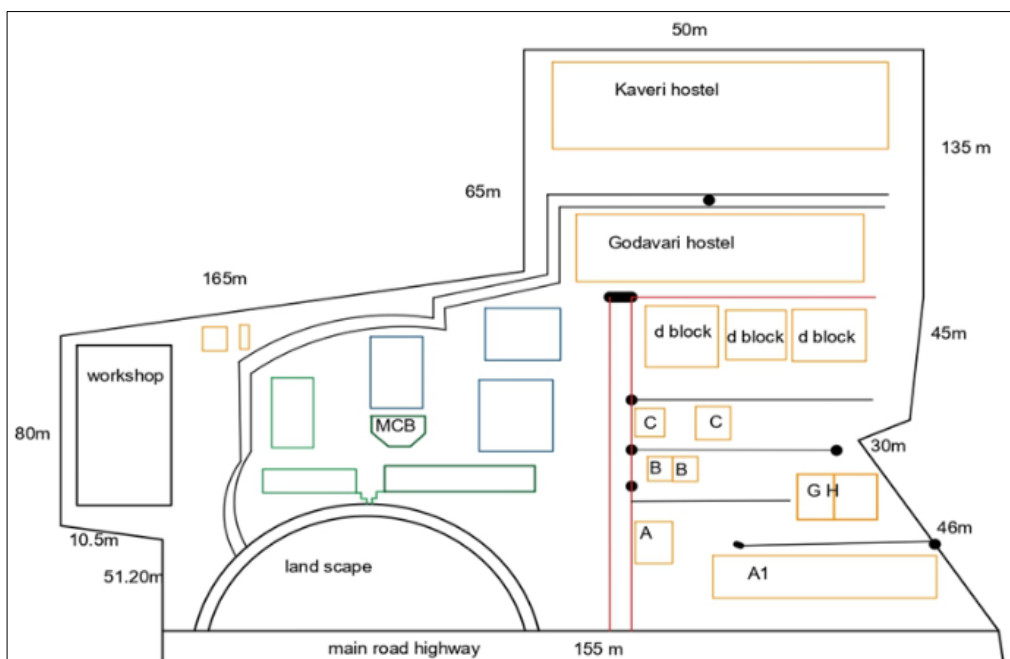 50m
Kaveri hostel
135 m
65m
Godavari hostel
165m
d block
d block
d block
45m
workshop
C
C
MCB
80m
30m
B
B
G H
46m
A
10.5m
land scape
51.20m
A1
main road highway
155 m